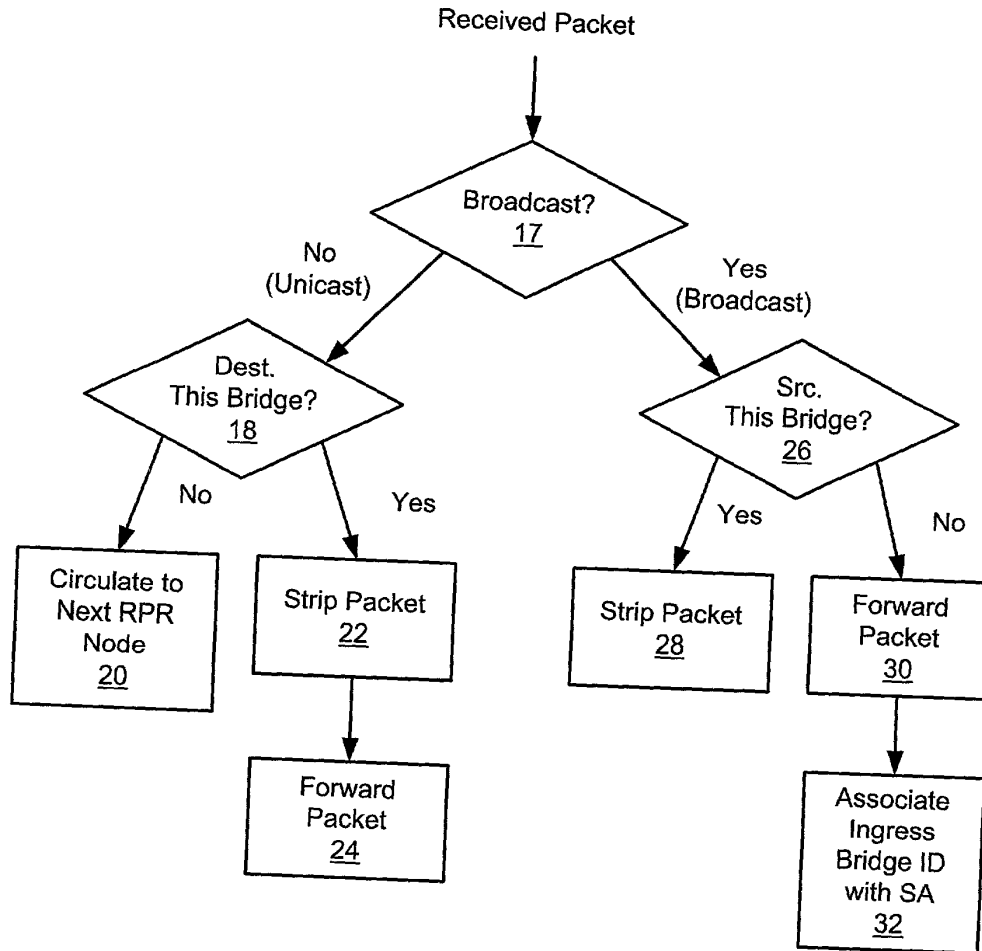 Received Packet
Broadcast?
17
No
(Unicast)
Yes
(Broadcast)
Dest.
This Bridge?
18
Src.
This Bridge?
26
No
Yes
Yes
No
Circulate to
Next RPR
Node
20
Strip Packet
22
Strip Packet
28
Forward
Packet
30
Forward
Packet
24
Associate
Ingress
Bridge ID
with SA
32